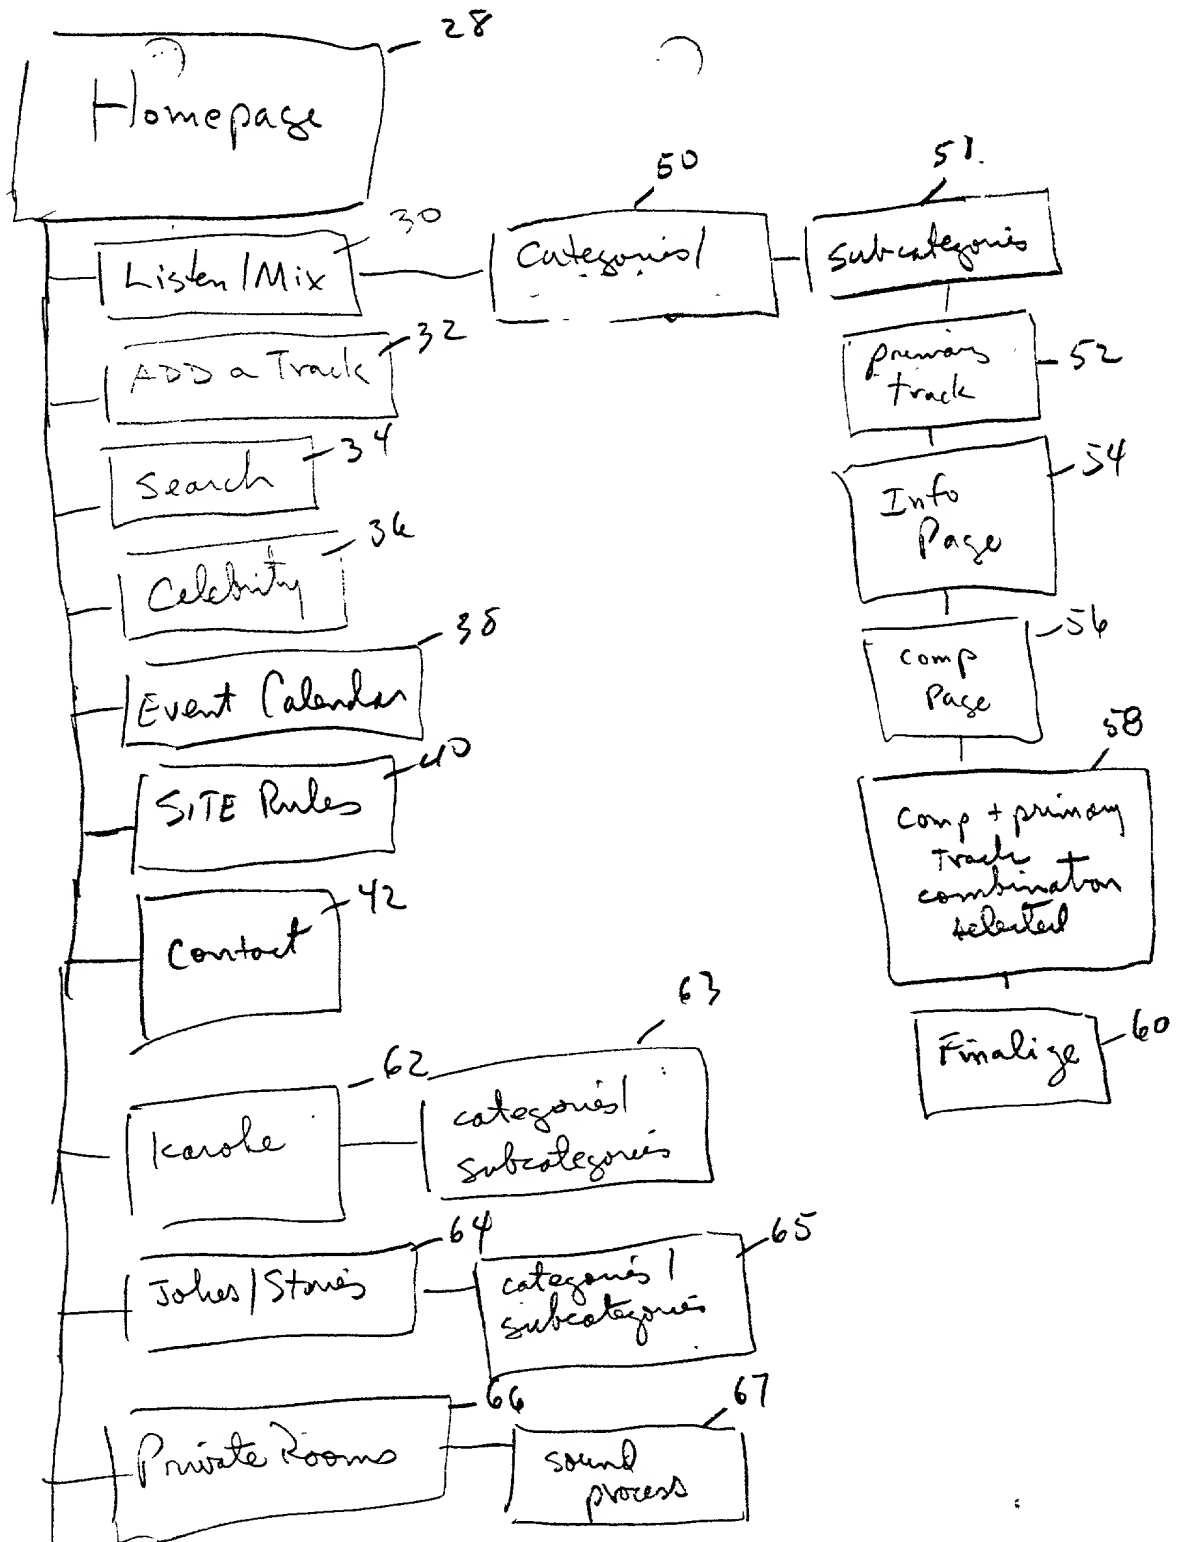 28
Homepage
50
51.
30
Listen/Mix
Categories/
Subcategories
32
ADD a Track
primary
track
52
34
Search
54
Info
Page
36
Celebrity
38
Event Calendar
56
comp
Page
40
SITE Rules
58
comp + primary
track +
combination
selected
42
Contact
60
Finalize
63
62
Karoke
categories/
subcategories
64
Jokes/Stories
65
categories/
subcategories
66
Private Rooms
67
sound
process